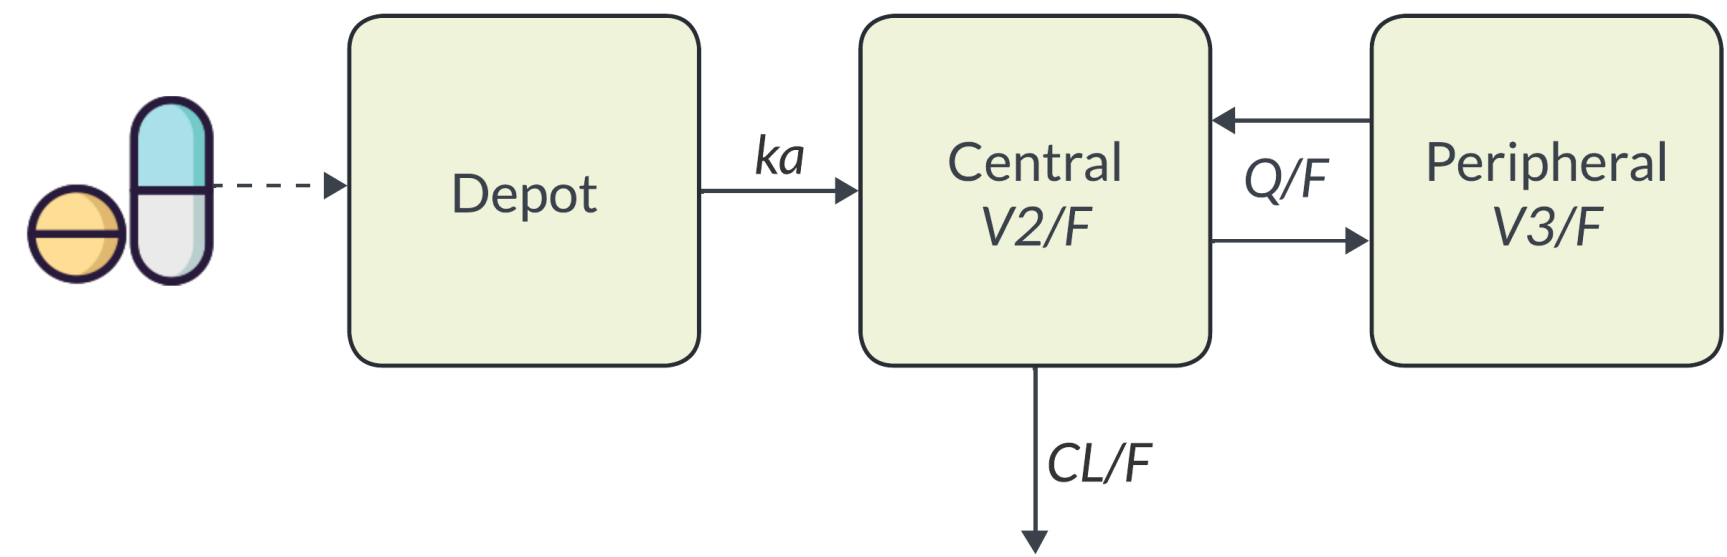 Depot
ka
Central
V2/F
Q/F
Peripheral
V3/F
CL/F